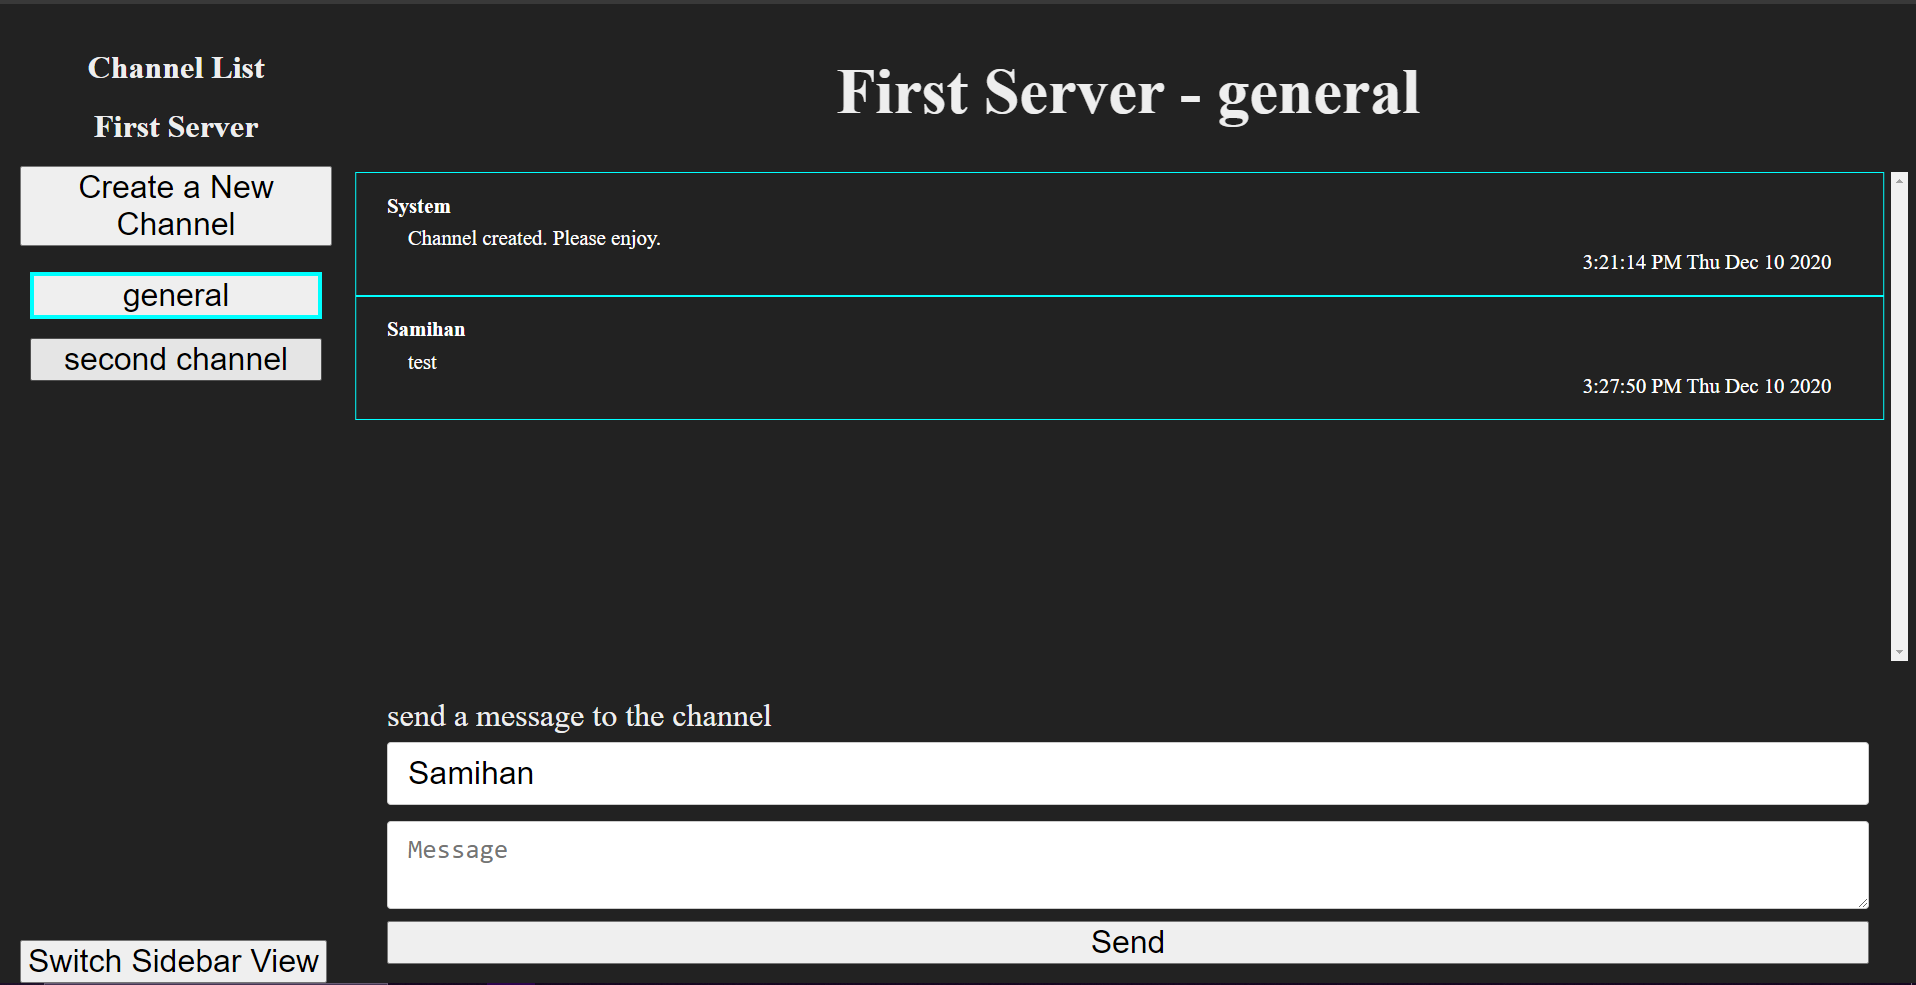 Channel List
First Server
Create a New
Channel
general
second channel
Switch Sidebar View
First Server - general
System
Channel created. Please enjoy.
3:21:14 PM Thu Dec 10 2020
Samihan
test
3:27:50 PM Thu Dec 10 2020
send a message to the channel
Samihan
Message
Send